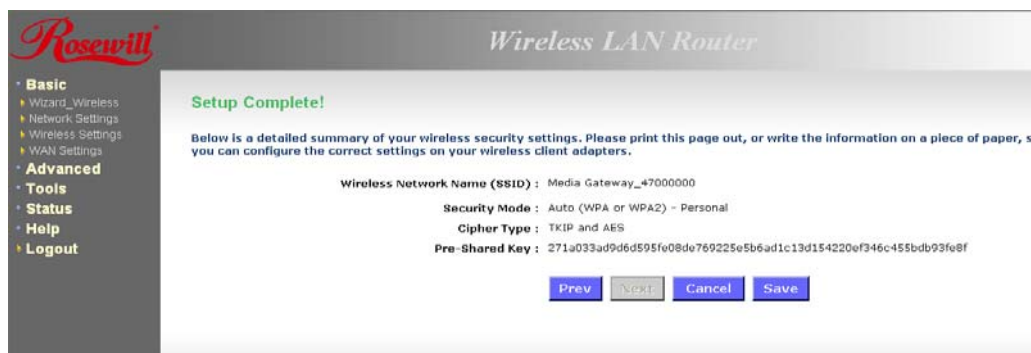 Rosewill
Wireless LAN Router
Basic
Wizard_Wireless
Network Settings
Wireless Settings
WAN Settings
Advanced
Tools
Status
Help
Logout
Setup Complete!
Below is a detailed summary of your wireless security settings. Please print this page out, or write the information on a piece of paper, s
you can configure the correct settings on your wireless client adapters.
Wireless Network Name (SSID) : Media Gateway_47000000
Security Mode : Auto (WPA or WPA2) - Personal
Cipher Type : TKIP and AES
Pre-Shared Key : 271a033ad9d6d595fe08de769225e5b6ad1c13d154220ef346c455bdb93fe8f
Prev Next Cancel Save